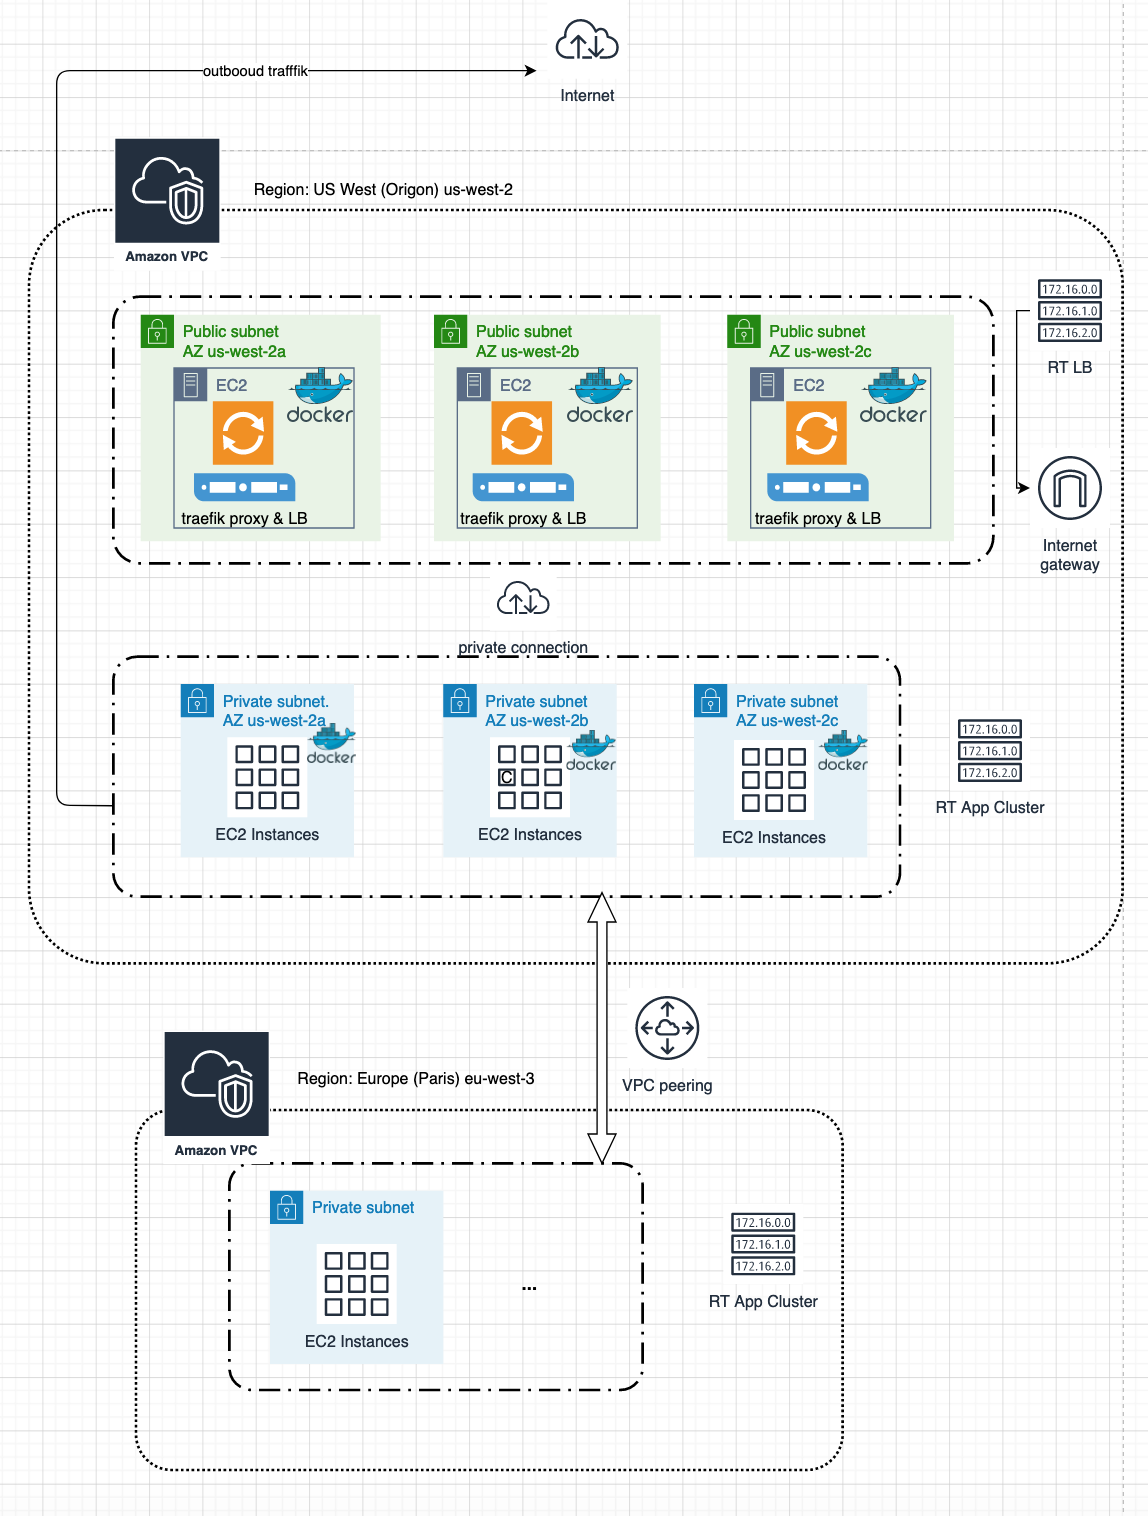 outbooud trafffik
Internet
Region: US West (Origon) us-west-2
Amazon VPC
172.16.0.0
172.16.1.0
172.16.2.0
RT LB
Public subnet
AZ us-west-2a
EC2
docker
traefik proxy & LB
Public subnet
AZ us-west-2b
EC2
docker
traefik proxy & LB
Public subnet
AZ us-west-2c
EC2
docker
traefik proxy & LB
Internet
gateway
private connection
Private subnet.
AZ us-west-2a
docker
EC2 Instances
Private subnet
AZ us-west-2b
docker
C
EC2 Instances
Private subnet
AZ us-west-2c
docker
EC2 Instances
172.16.0.0
172.16.1.0
172.16.2.0
RT App Cluster
VPC peering
Region: Europe (Paris) eu-west-3
Amazon VPC
Private subnet
EC2 Instances
...
172.16.0.0
172.16.1.0
172.16.2.0
RT App Cluster